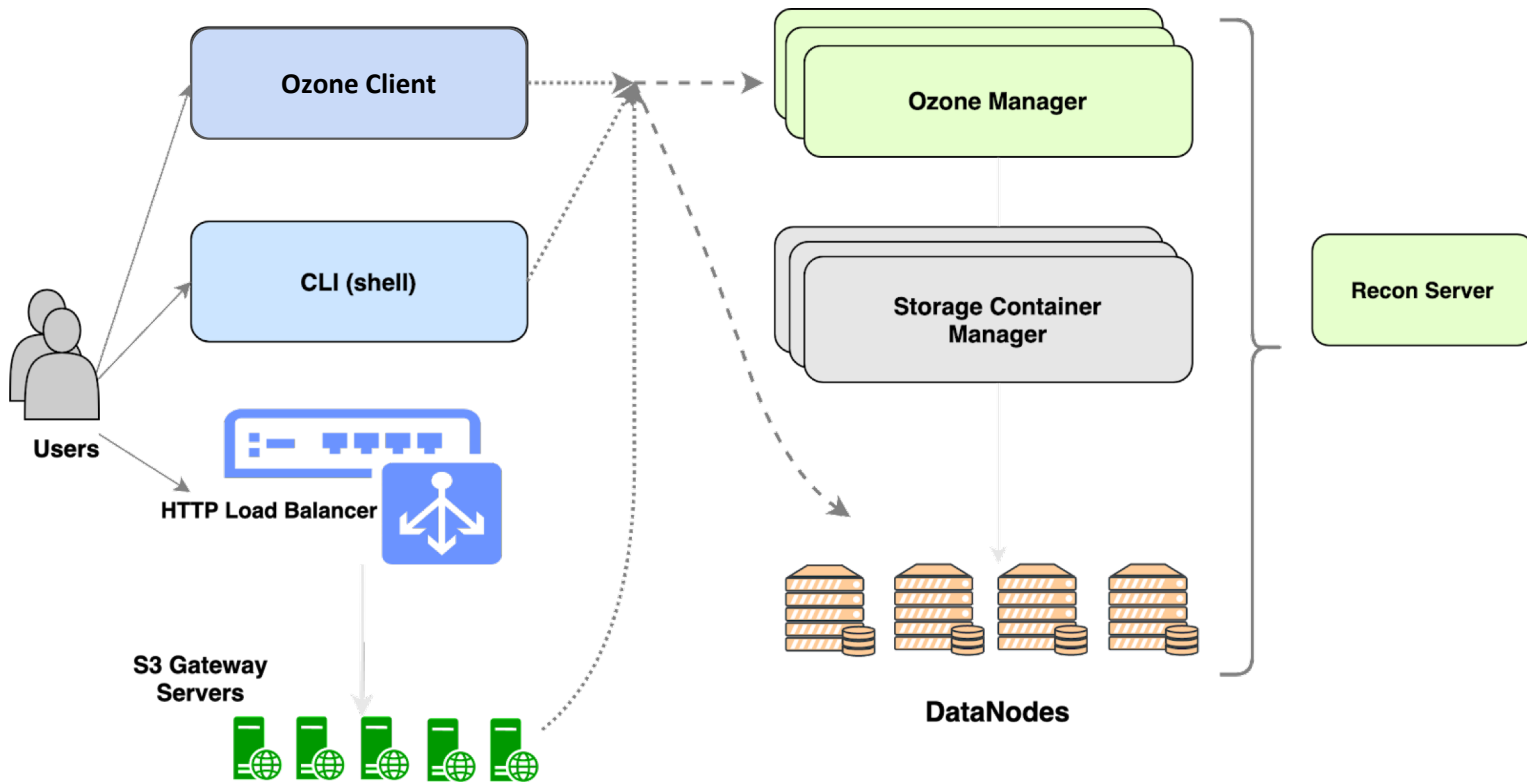 Ozone Client
Ozone Manager
CLI (shell)
Storage Container
Manager
Recon Server
Users
HTTP Load Balancer
S3 Gateway
Servers
DataNodes